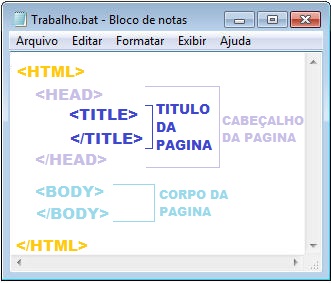 Trabalho.bat - Bloco de notas
Arquivo Editar Formatar Exibir Ajuda
<HTML>
<HEAD>
<TITLE>
</TITLE>
TITULO
DA
PAGINA
</HEAD>
CABEÇALHO
DA PAGINA
<BODY>
</BODY>
CORPO DA
PAGINA
</HTML>